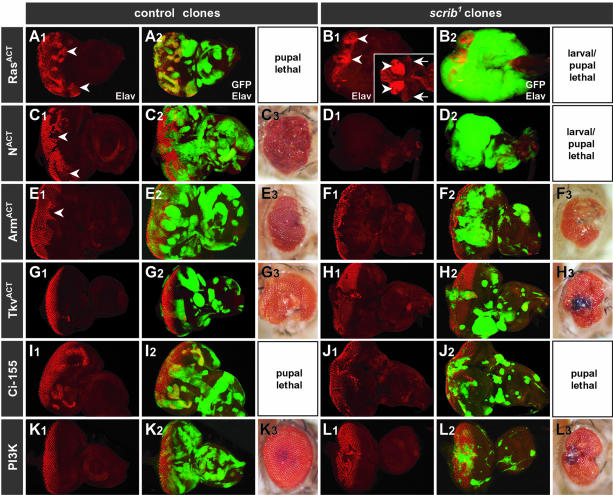 control clones
scrib¹ clones
Rasᴬᶜᵀ
A1
Elav
A2
GFP
Elav
pupal
lethal
B1
Elav
B2
GFP
Elav
larval/
pupal
lethal
Nᴬᶜᵀ
C1
C2
C3
D1
D2
larval/
pupal
lethal
Armᴬᶜᵀ
E1
E2
E3
F1
F2
F3
Tkvᴬᶜᵀ
G1
G2
G3
H1
H2
H3
Ci-155
I1
I2
pupal
lethal
J1
J2
pupal
lethal
PI3K
K1
K2
K3
L1
L2
L3